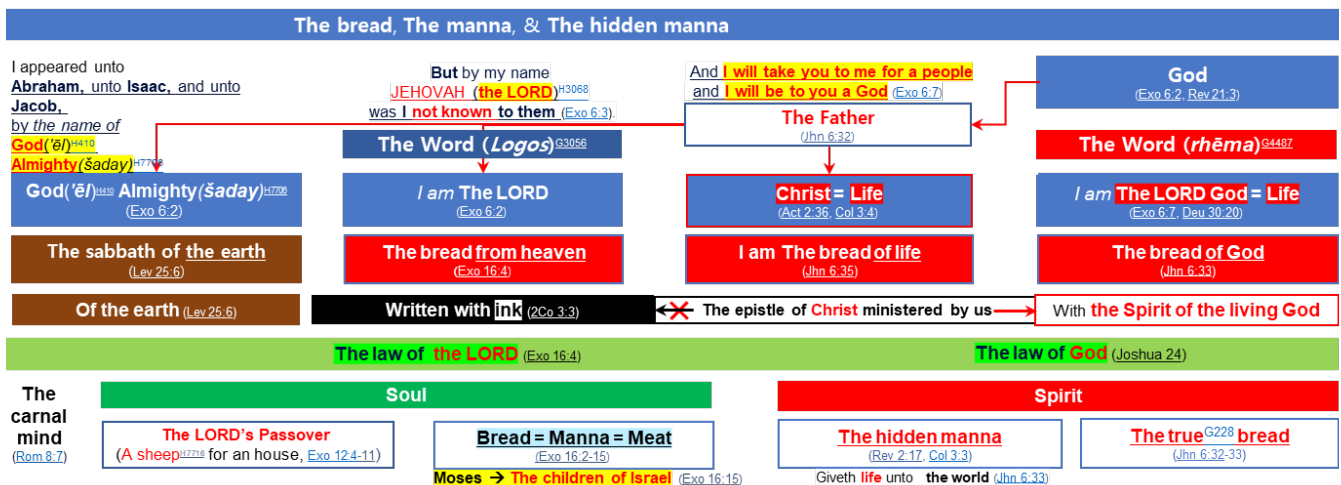 The bread, The manna, & The hidden manna
I appeared unto
Abraham, unto Isaac, and unto
Jacob,
by the name of
God('ēl)H410
Almighty(šaday)H7706
But by my name
JEHOVAH (the LORD)H3068
was I not known to them (Exo 6:3).
And I will take you to me for a people
and I will be to you a God (Exo 6:7)
The Father
(Jhn 6:32)
God
(Exo 6:2, Rev 21:3)
The Word (Logos)G3056
The Word (rhēma)G4487
God('ēl)H410 Almighty(šaday)H7706
(Exo 6:2)
I am The LORD
(Exo 6:2)
Christ = Life
(Act 2:36, Col 3:4)
I am The LORD God = Life
(Exo 6:7, Deu 30:20)
The sabbath of the earth
(Lev 25:6)
The bread from heaven
(Exo 16:4)
I am The bread of life
(Jhn 6:35)
The bread of God
(Jhn 6:33)
Of the earth (Lev 25:6)
Written with ink (2Co 3:3)
The epistle of Christ ministered by us
With the Spirit of the living God
The law of the LORD (Exo 16:4)
The law of God (Joshua 24)
The
carnal
mind
(Rom 8:7)
Soul
Spirit
The LORD's Passover
(A sheepH7716 for an house, Exo 12:4-11)
Bread = Manna = Meat
(Exo 16:2-15)
Moses → The children of Israel (Exo 16:15)
The hidden manna
(Rev 2:17, Col 3:3)
Giveth life unto the world (Jhn 6:33)
The trueG228 bread
(Jhn 6:32-33)